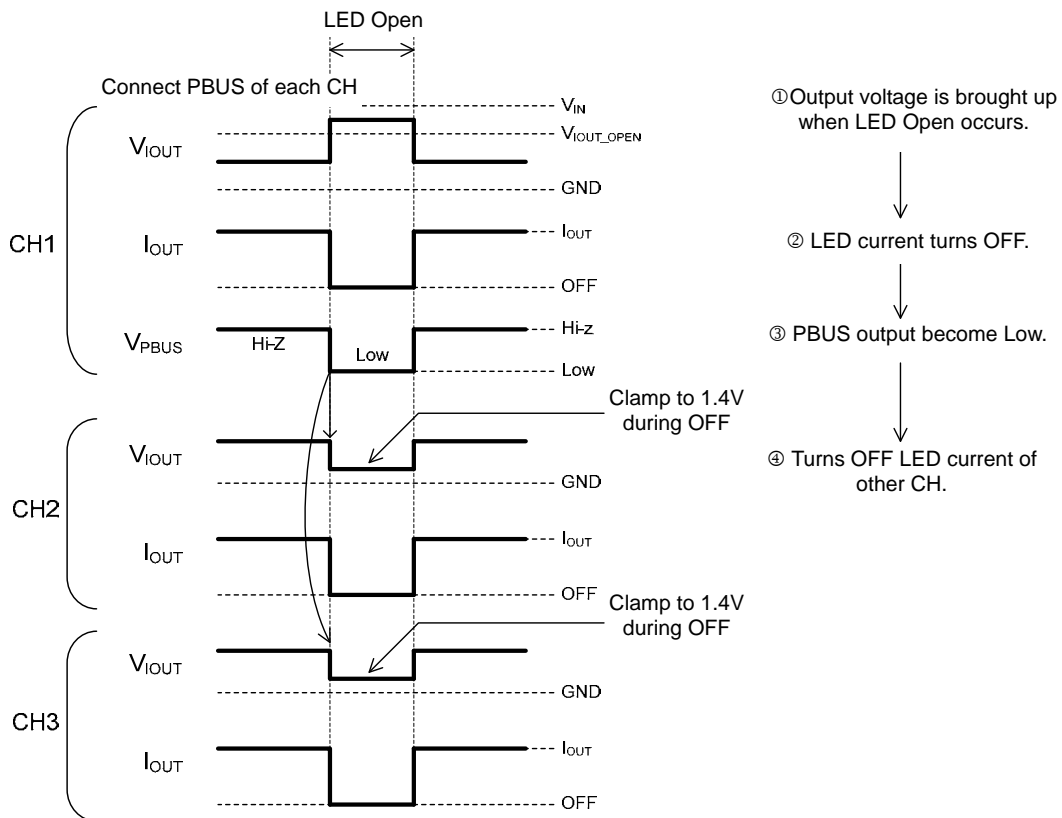 LED Open
Connect PBUS of each CH
CH1
VIOUT
VIN
VIOUT_OPEN
GND
IOUT
IOUT
OFF
VPBUS
Hi-Z
Low
Hi-z
Low
Clamp to 1.4V
during OFF
CH2
VIOUT
GND
IOUT
IOUT
OFF
Clamp to 1.4V
during OFF
CH3
VIOUT
GND
IOUT
IOUT
OFF
①Output voltage is brought up
when LED Open occurs.
② LED current turns OFF.
③ PBUS output become Low.
④ Turns OFF LED current of
other CH.